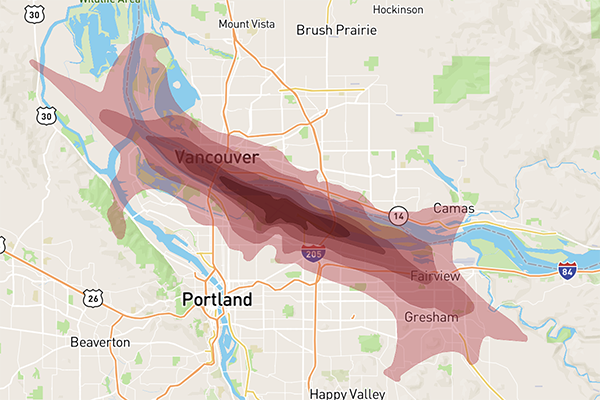 Wildlife Area
Hockinson
30
Mount Vista
Brush Prairie
30
Vancouver
Camas
14
205
84
Fairview
26
Portland
Gresham
Beaverton
Happy Valley